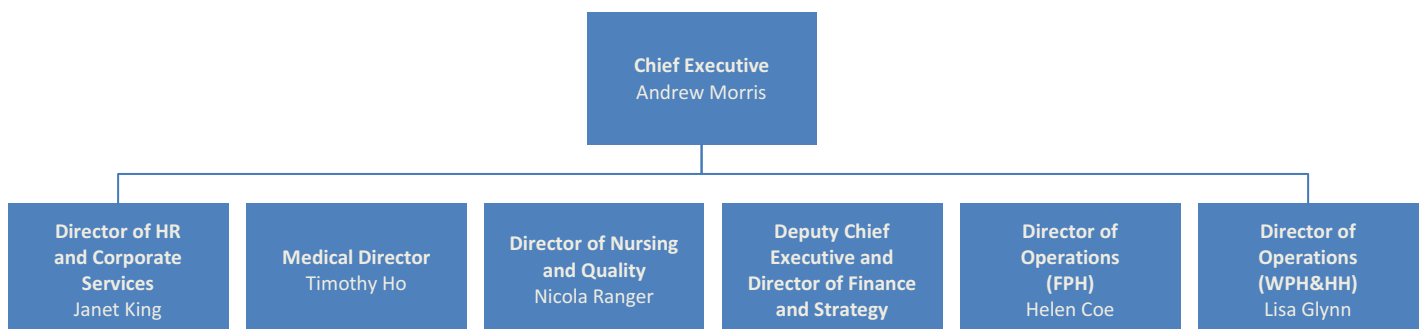 Chief Executive
Andrew Morris
Director of HR
and Corporate
Services
Janet King
Medical Director
Timothy Ho
Director of Nursing
and Quality
Nicola Ranger
Deputy Chief
Executive and
Director of Finance
and Strategy
Director of
Operations
(FPH)
Helen Coe
Director of
Operations
(WPH&HH)
Lisa Glynn